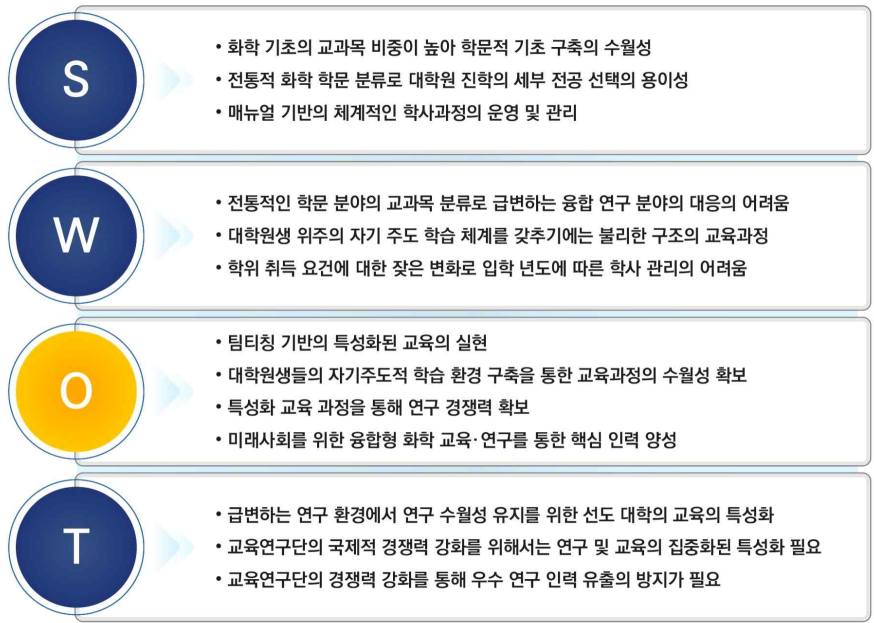 S
• 화학 기초의 교과목 비중이 높아 학문적 기초 구축의 수월성
• 전통적 화학 학문 분류로 대학원 진학의 세부 전공 선택의 용이성
• 매뉴얼 기반의 체계적인 학사과정의 운영 및 관리
W
• 전통적인 학문 분야의 교과목 분류로 급변하는 융합 연구 분야의 대응의 어려움
• 대학원생 위주의 자기 주도 학습 체계를 갖추기에는 불리한 구조의 교육과정
• 학위 취득 요건에 대한 잦은 변화로 입학 년도에 따른 학사 관리의 어려움
O
• 팀티칭 기반의 특성화된 교육의 실현
• 대학원생들의 자기주도적 학습 환경 구축을 통한 교육과정의 수월성 확보
• 특성화 교육 과정을 통해 연구 경쟁력 확보
• 미래사회를 위한 융합형 화학 교육·연구를 통한 핵심 인력 양성
T
• 급변하는 연구 환경에서 연구 수월성 유지를 위한 선도 대학의 교육의 특성화
• 교육연구단의 국제적 경쟁력 강화를 위해서는 연구 및 교육의 집중화된 특성화 필요
• 교육연구단의 경쟁력 강화를 통해 우수 연구 인력 유출의 방지가 필요